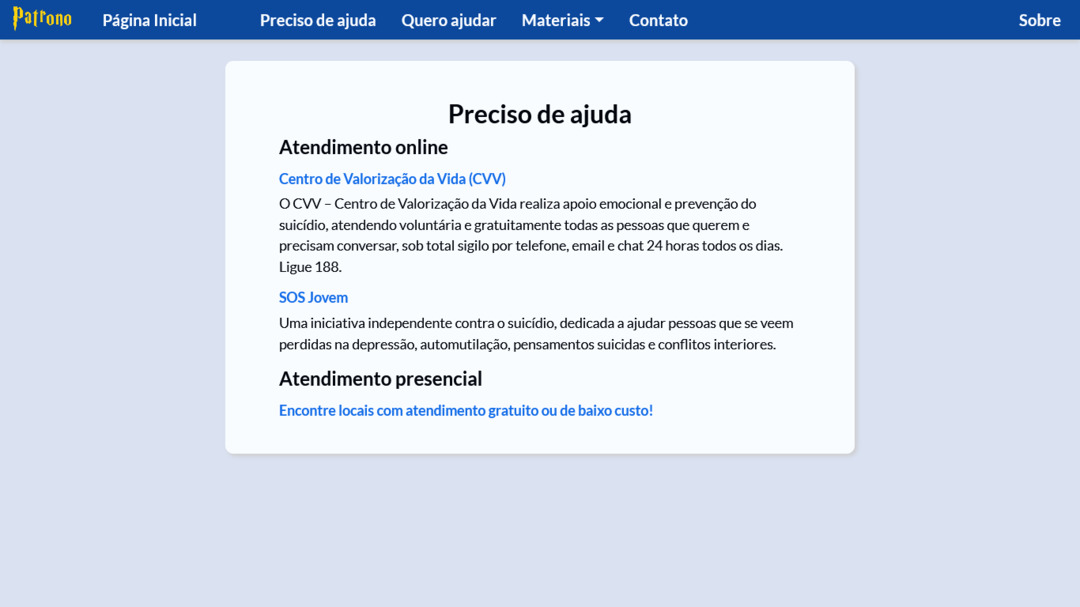 Patrono
Página Inicial
Preciso de ajuda
Quero ajudar
Materiais
Contato
Sobre
Preciso de ajuda
Atendimento online
Centro de Valorização da Vida (CVV)
O CVV – Centro de Valorização da Vida realiza apoio emocional e prevenção do
suicídio, atendendo voluntária e gratuitamente todas as pessoas que querem e
precisam conversar, sob total sigilo por telefone, email e chat 24 horas todos os dias.
Ligue 188.
SOS Jovem
Uma iniciativa independente contra o suicídio, dedicada a ajudar pessoas que se veem
perdidas na depressão, automutilação, pensamentos suicidas e conflitos interiores.
Atendimento presencial
Encontre locais com atendimento gratuito ou de baixo custo!